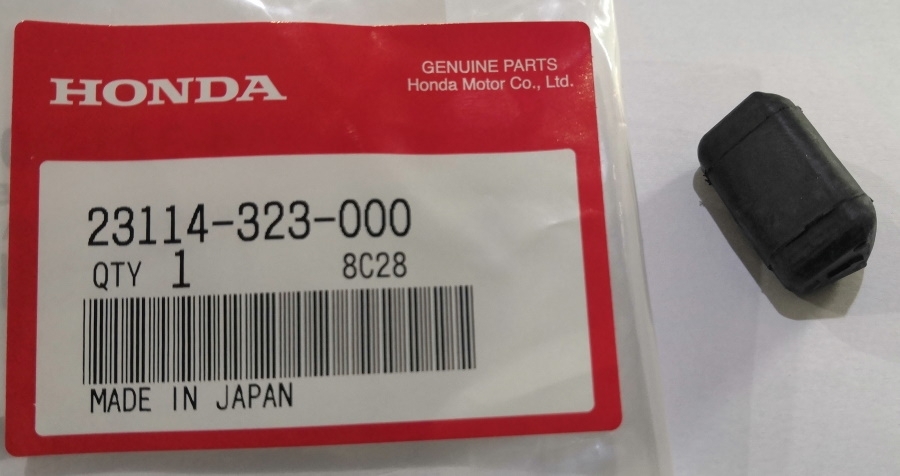 HONDA
GENUINE PARTS
Honda Motor Co., Ltd.
23114-323-000
QTY 1 8C28
MADE IN JAPAN